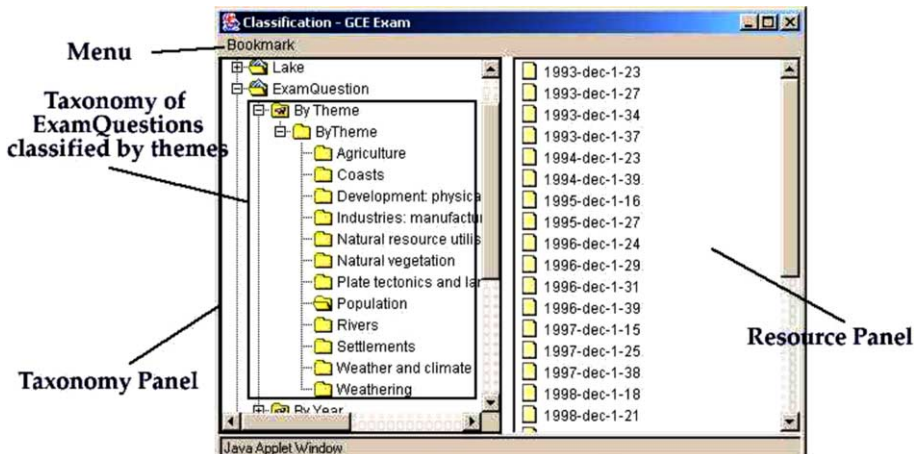 Classification - GCE Exam
Bookmark
Menu
Lake
ExamQuestion
Taxonomy of
ExamQuestions
classified by themes
By Theme
ByTheme
Agriculture
Coasts
Development: physica
Industries: manufactu
Natural resource utilis
Natural vegetation
Plate tectonics and lar
Population
Rivers
Settlements
Weather and climate
Weathering
By Year
Taxonomy Panel
1993-dec-1-23
1993-dec-1-27
1993-dec-1-34
1993-dec-1-37
1994-dec-1-23
1994-dec-1-39
1995-dec-1-16
1995-dec-1-27
1996-dec-1-24
1996-dec-1-29
1996-dec-1-31
1996-dec-1-39
1997-dec-1-15
1997-dec-1-25
1997-dec-1-38
1998-dec-1-18
1998-dec-1-21
Resource Panel
Java Applet Window